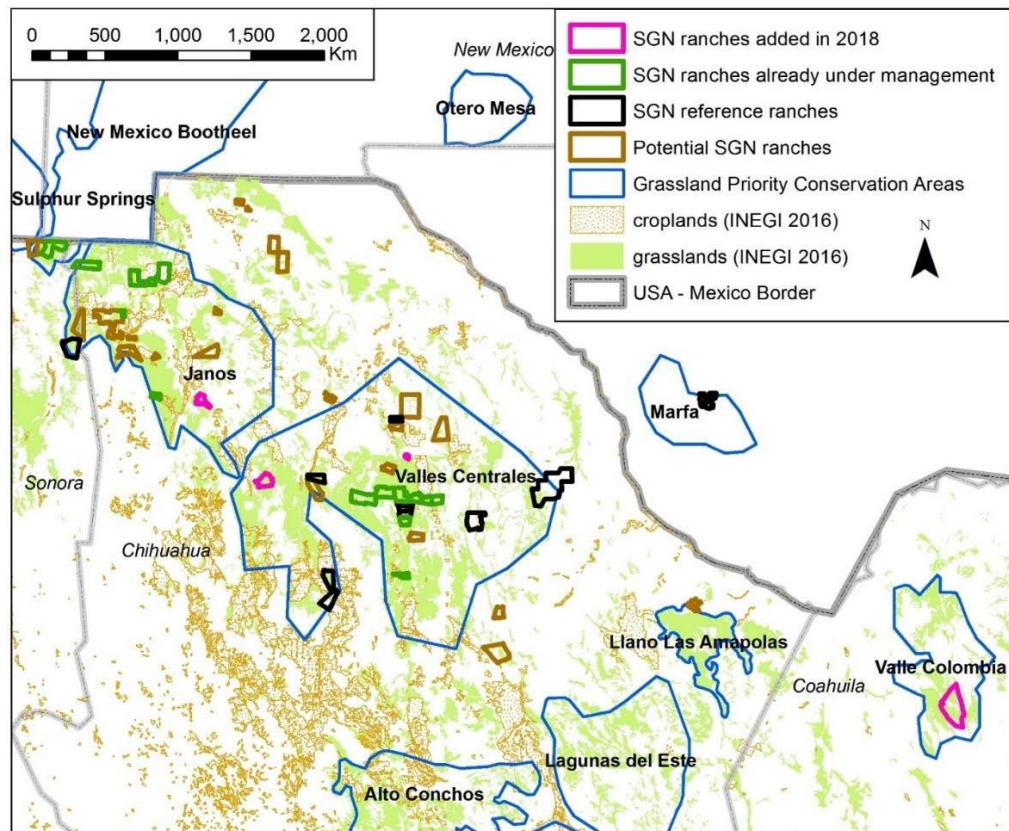 0 500 1,000 1,500 2,000
Km
New Mexico
SGN ranches added in 2018
SGN ranches already under management
SGN reference ranches
Potential SGN ranches
Grassland Priority Conservation Areas
croplands (INEGI 2016)
grasslands (INEGI 2016)
USA - Mexico Border
N
Otero Mesa
New Mexico Bootheel
Sulphur Springs
Janos
Marfa
Valles Centrales
Sonora
Chihuahua
Llano Las Amapolas
Valle Colombia
Coahuila
Lagunas del Este
Alto Conchos